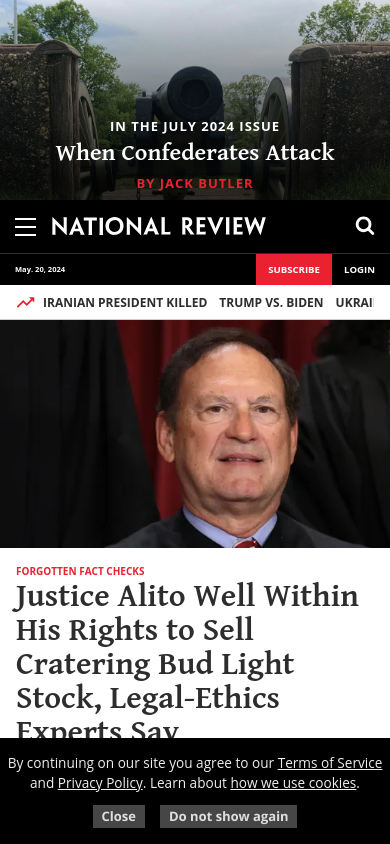 IN THE JULY 2024 ISSUE
When Confederates Attack
BY JACK BUTLER
NATIONAL REVIEW
May. 20, 2024
SUBSCRIBE
LOGIN
IRANIAN PRESIDENT KILLED TRUMP VS. BIDEN UKRAI
FORGOTTEN FACT CHECKS
Justice Alito Well Within
His Rights to Sell
Cratering Bud Light
Stock, Legal-Ethics
Experts Say
By continuing on our site you agree to our Terms of Service
and Privacy Policy. Learn about how we use cookies.
Close
Do not show again